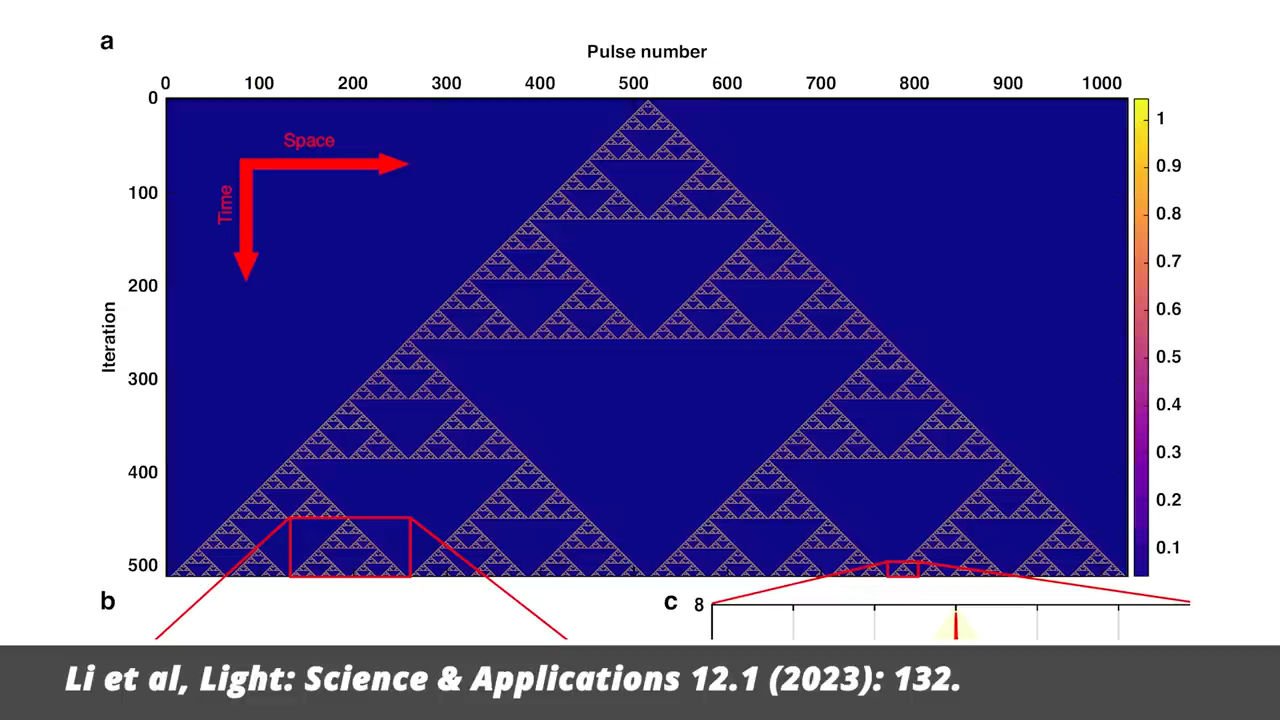 a
Pulse number
0 100 200 300 400 500 600 700 800 900 1000
0
100
200
300
400
500
Iteration
Space
Time
1
0.9
0.8
0.7
0.6
0.5
0.4
0.3
0.2
0.1
b
c
8
Li et al, Light: Science & Applications 12.1 (2023): 132.